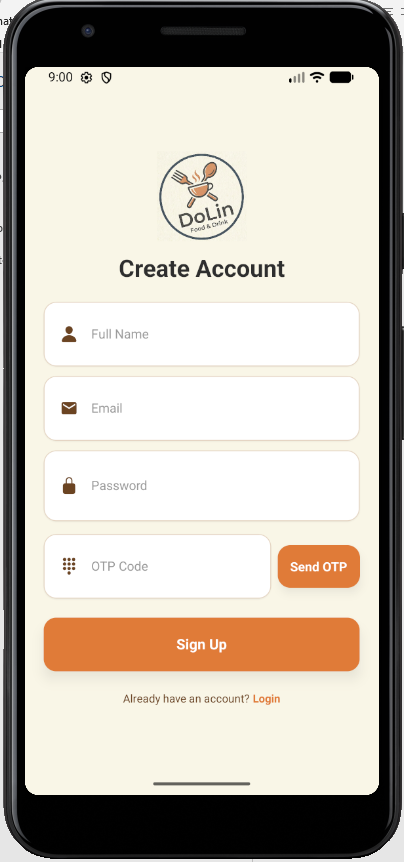 9:00
DoLin
Food & Drink
Create Account
Full Name
Email
Password
OTP Code
Send OTP
Sign Up
Already have an account? Login